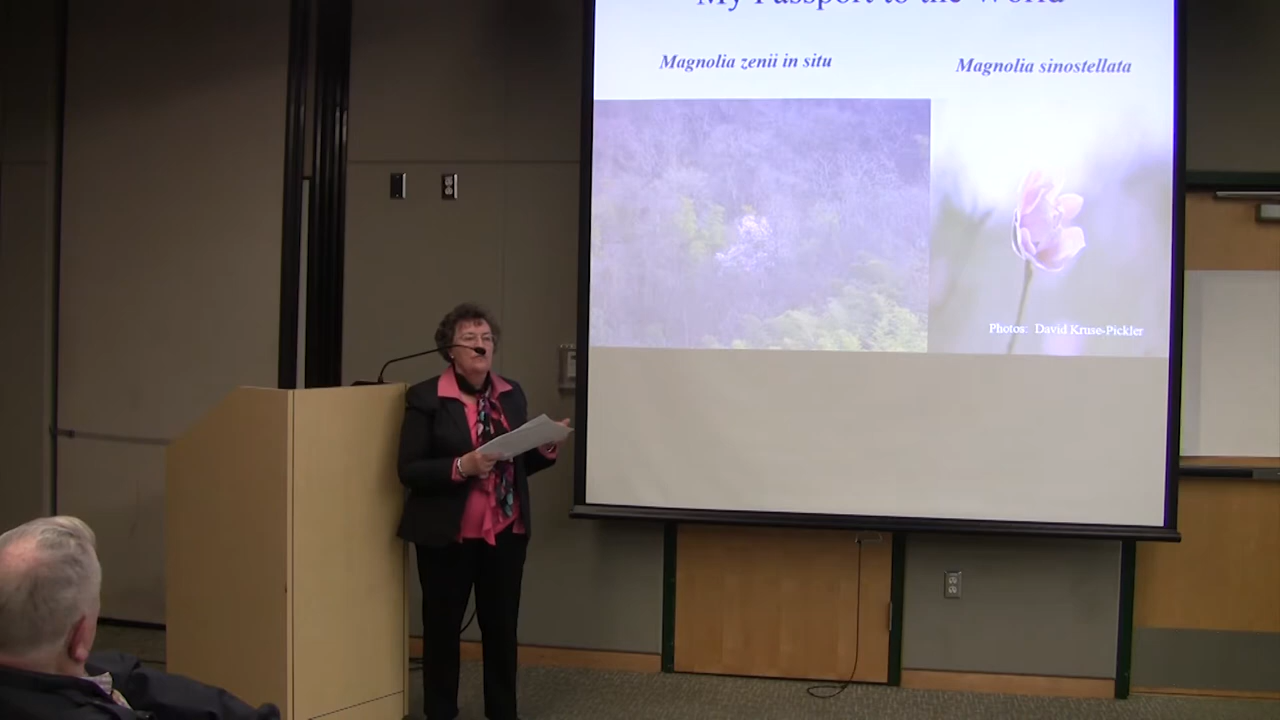 My Passport to the World
Magnolia zenii in situ
Magnolia sinostellata
Photos: David Kruse-Pickler